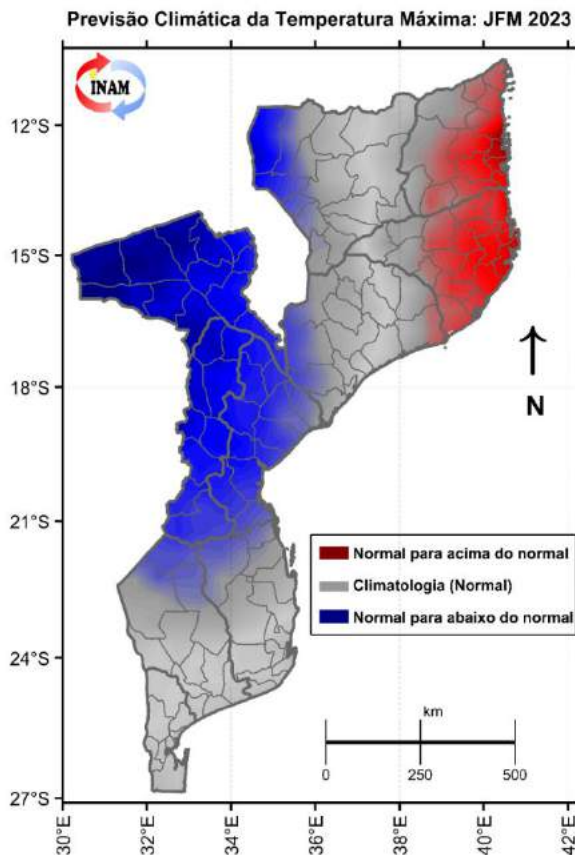 Previsão Climática da Temperatura Máxima: JFM 2023
INAM
12°S
15°S
18°S
N
21°S
Normal para acima do normal
Climatologia (Normal)
Normal para abaixo do normal
24°S
km
0 250 500
27°S
30°E 32°E 34°E 36°E 38°E 40°E 42°E